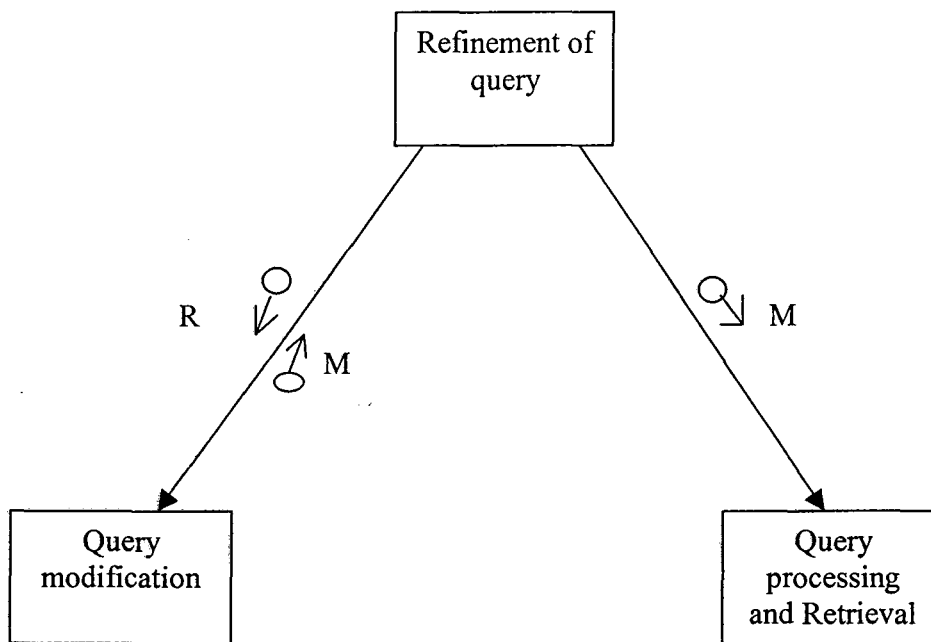 Refinement of
query
R
M
M
Query
modification
Query
processing
and Retrieval